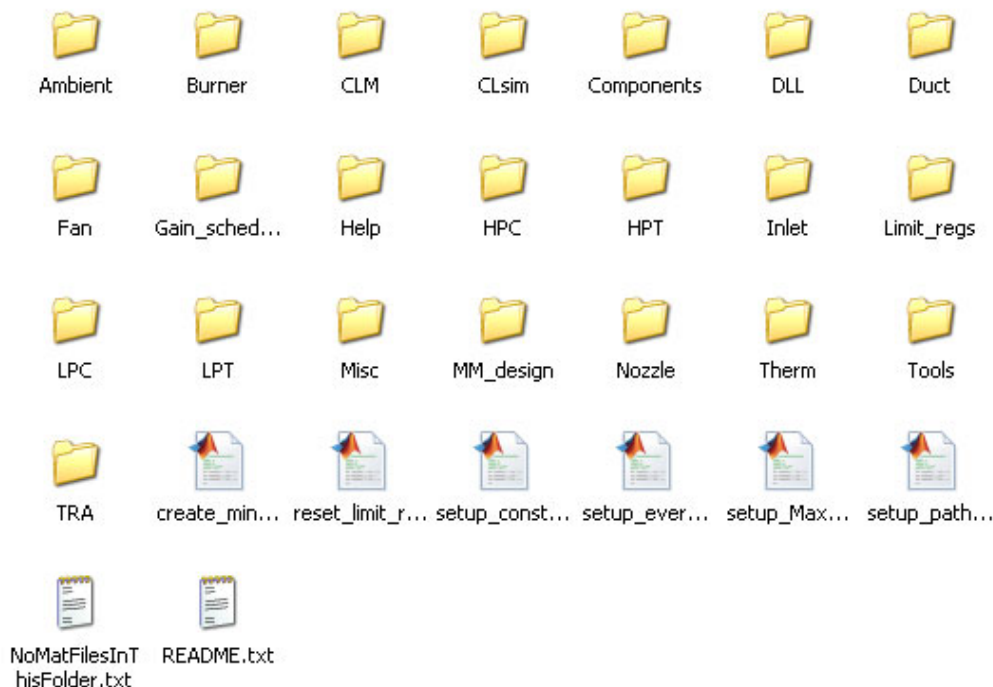 Ambient Burner CLM CLsim Components DLL Duct
Fan Gain_sched... Help HPC HPT Inlet Limit_regs
LPC LPT Misc MM_design Nozzle Therm Tools
TRA create_min... reset_limit_r... setup_const... setup_ever... setup_Max... setup_path...
NoMatFilesInT README.txt
hisFolder.txt